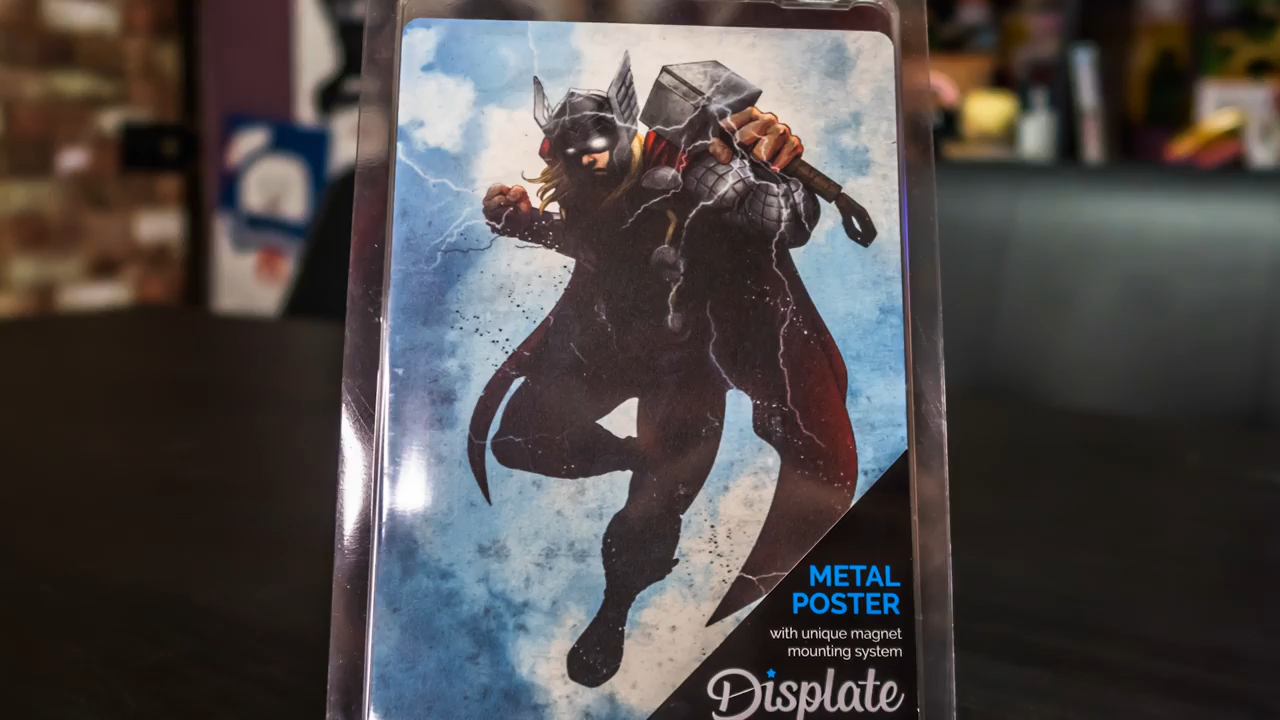 METAL
POSTER
with unique magnet
mounting system
Displate